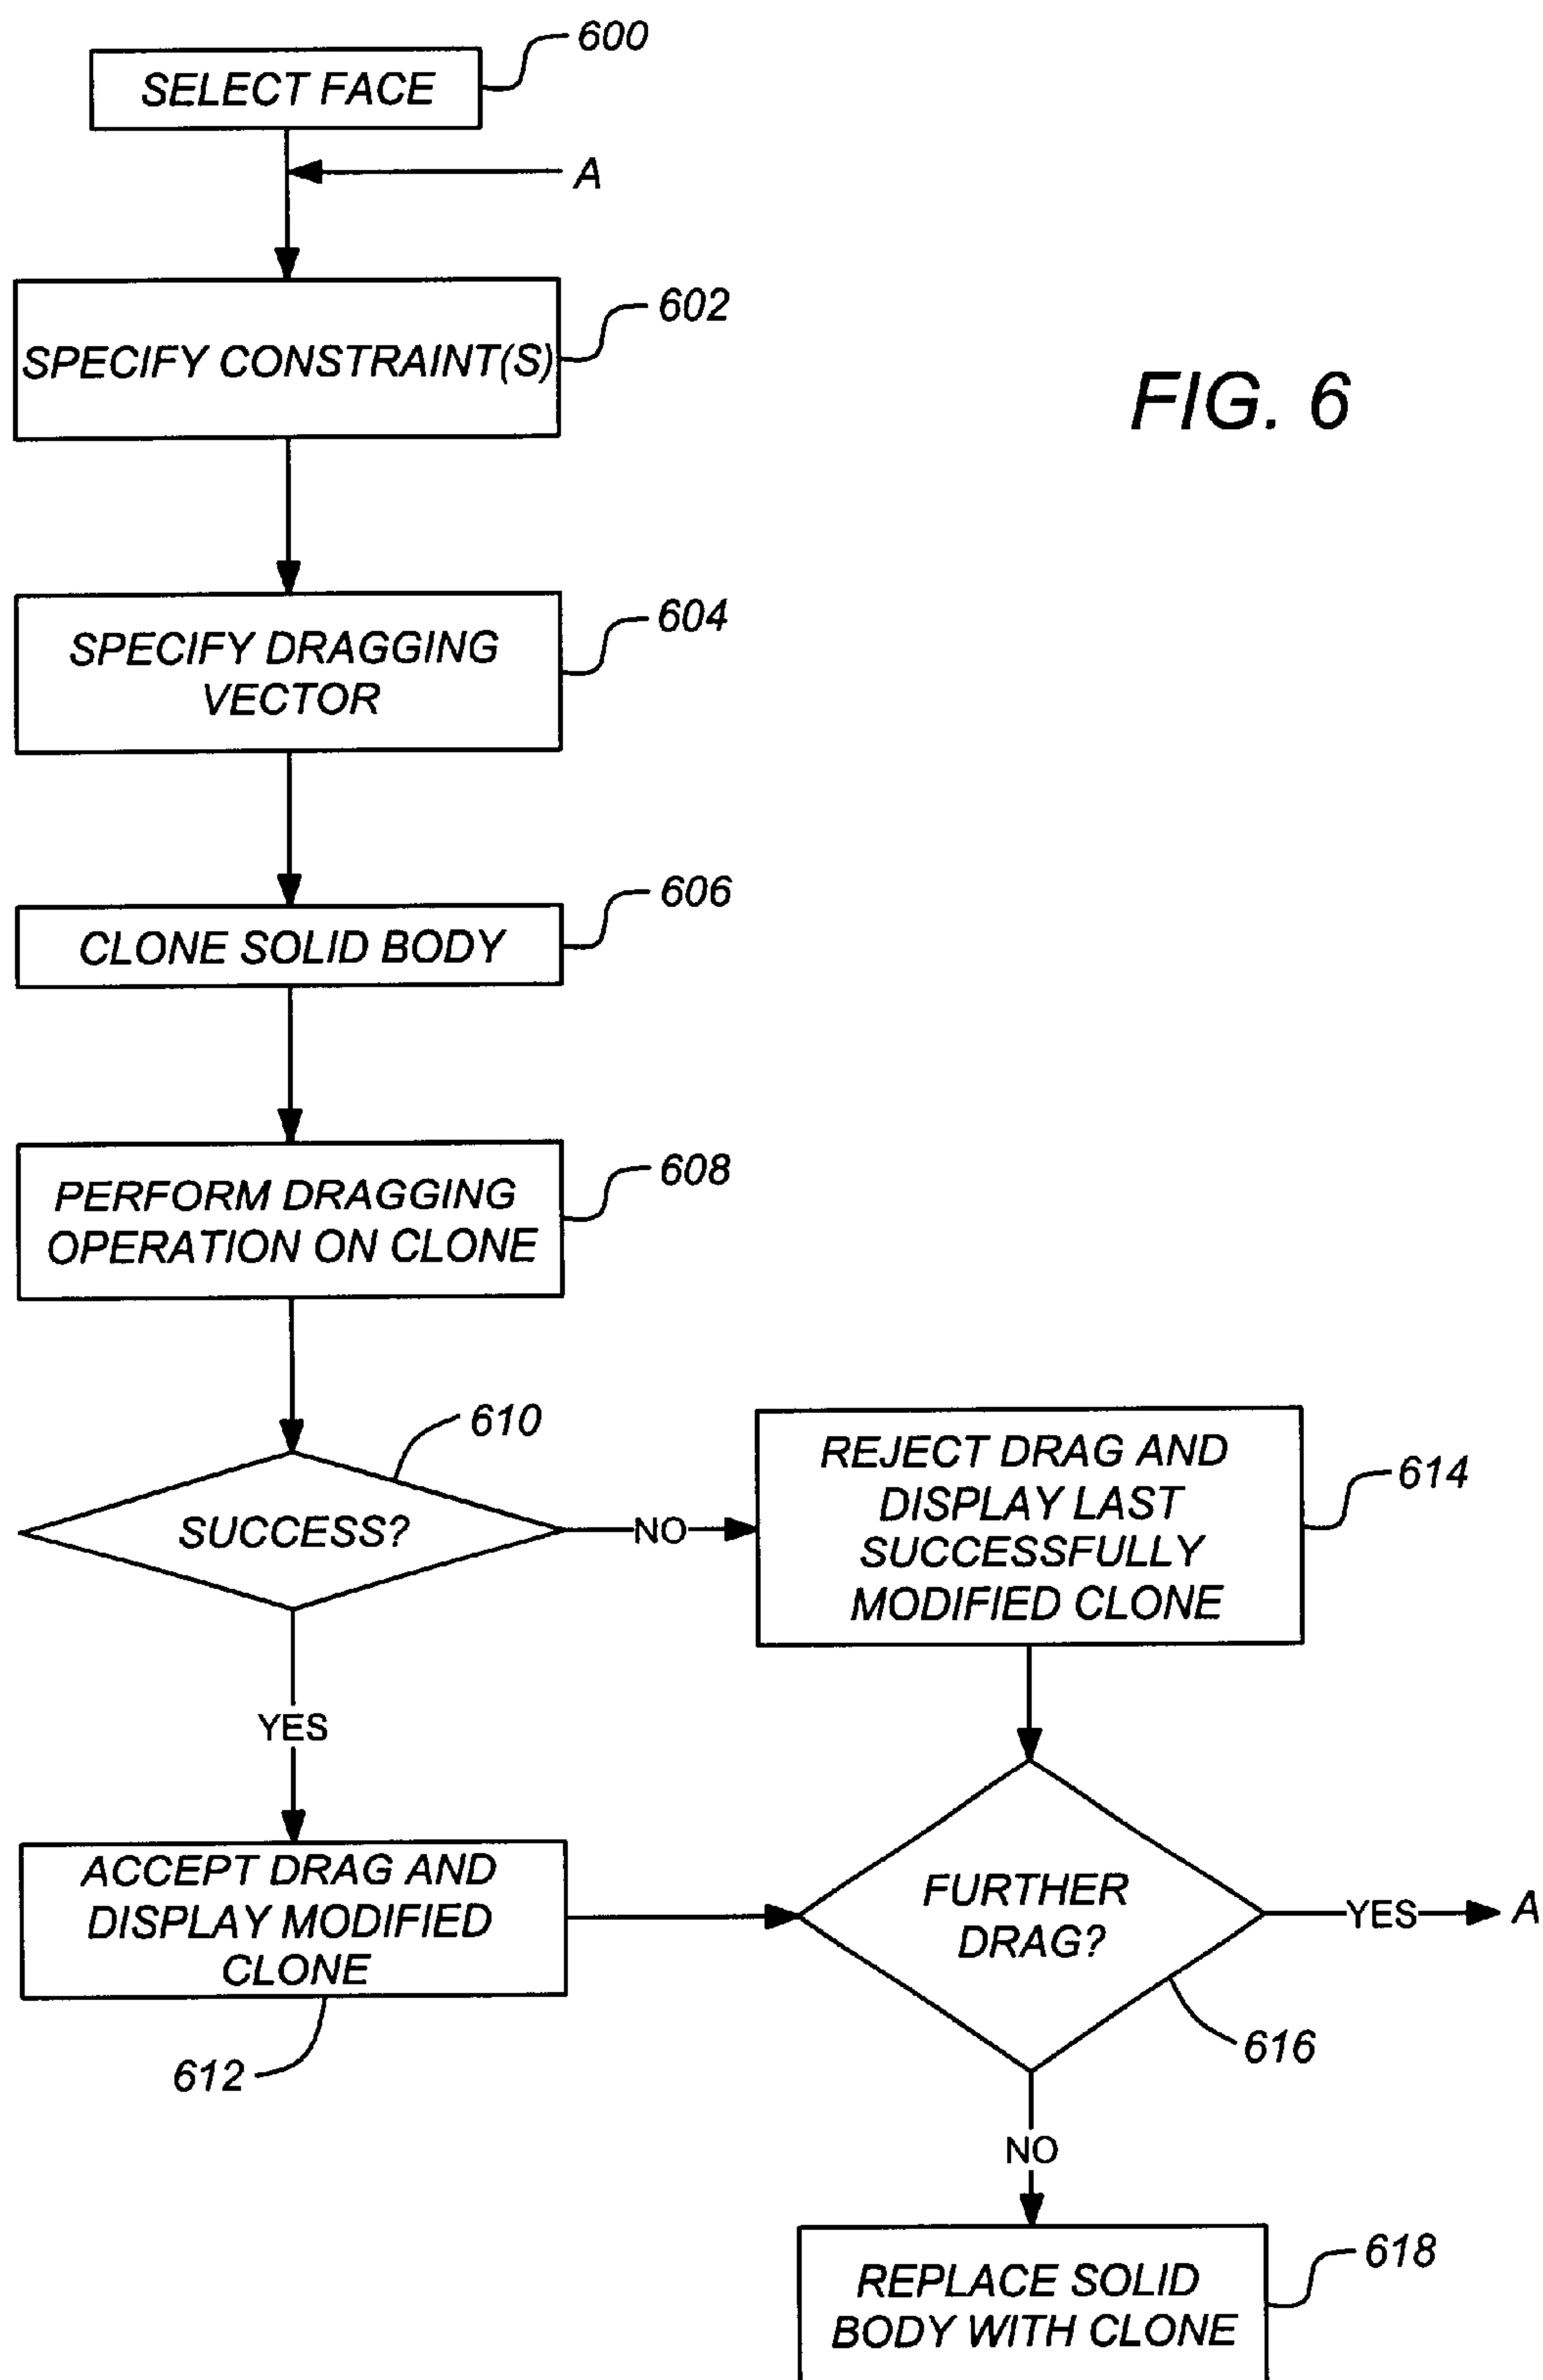 600
SELECT FACE
A
602
SPECIFY CONSTRAINT(S)
FIG. 6
604
SPECIFY DRAGGING
VECTOR
606
CLONE SOLID BODY
608
PERFORM DRAGGING
OPERATION ON CLONE
610
SUCCESS?
NO
REJECT DRAG AND
DISPLAY LAST
SUCCESSFULLY
MODIFIED CLONE
614
YES
ACCEPT DRAG AND
DISPLAY MODIFIED
CLONE
612
FURTHER
DRAG?
YES
A
616
NO
618
REPLACE SOLID
BODY WITH CLONE